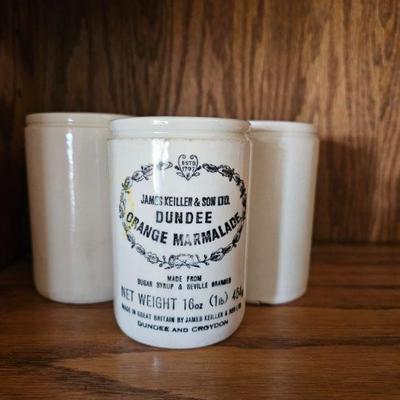 ESTD
1797
JAMES KEILLER & SON LTD.
DUNDEE
ORANGE MARMALADE
MADE FROM
SUGAR SYRUP & SEVILLE ORANGES
NET WEIGHT 16oz (1lb) 454g
MADE IN GREAT BRITAIN BY JAMES KEILLER & SON LTD.
DUNDEE AND CROYDON